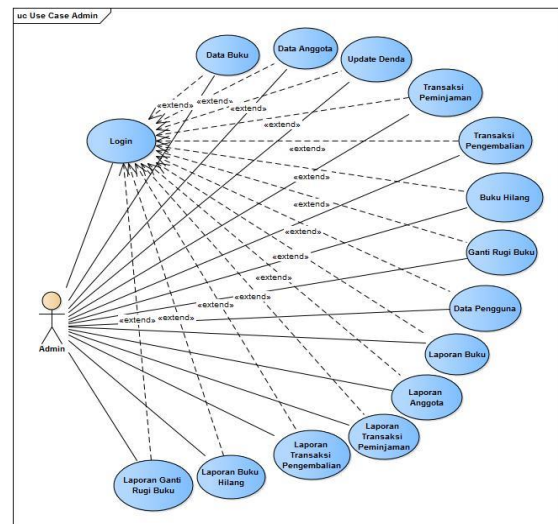 uc Use Case Admin
Data Buku
Data Anggota
Update Denda
Transaksi
Peminjaman
Transaksi
Pengembalian
Buku Hilang
Ganti Rugi Buku
Data Pengguna
Laporan Buku
Laporan
Anggota
Laporan
Transaksi
Peminjaman
Laporan
Transaksi
Pengembalian
Laporan Buku
Hilang
Laporan Ganti
Rugi Buku
Login
Admin
«extend»
«extend»
«extend»
«extend»
«extend»
«extend»
«extend»
«extend»
«extend»
«extend»
«extend»
«extend»
«extend»